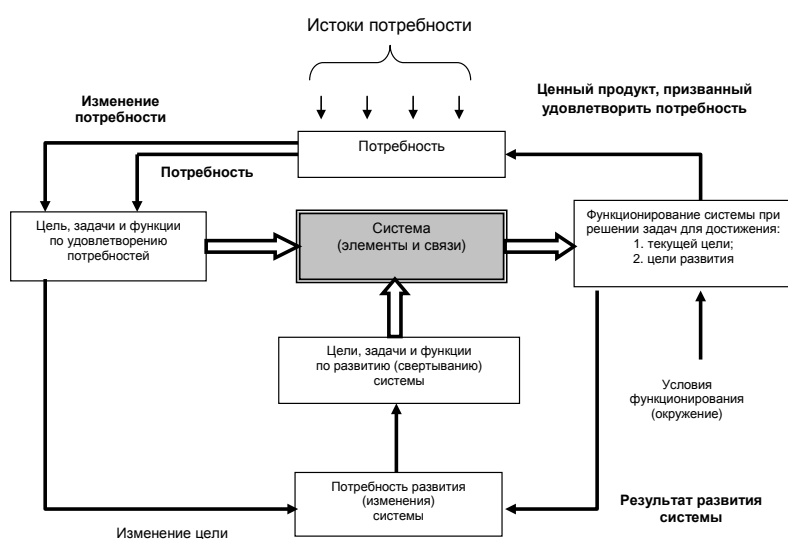 Истоки потребности
Ценный продукт, призванный
удовлетворить потребность
Изменение
потребности
Потребность
Потребность
Цель, задачи и функции
по удовлетворению
потребностей
Система
(элементы и связи)
Функционирование системы при
решении задач для достижения:
1. текущей цели;
2. цели развития
Цели, задачи и функции
по развитию (свертыванию)
системы
Условия
функционирования
(окружение)
Потребность развития
(изменения)
системы
Результат развития
системы
Изменение цели